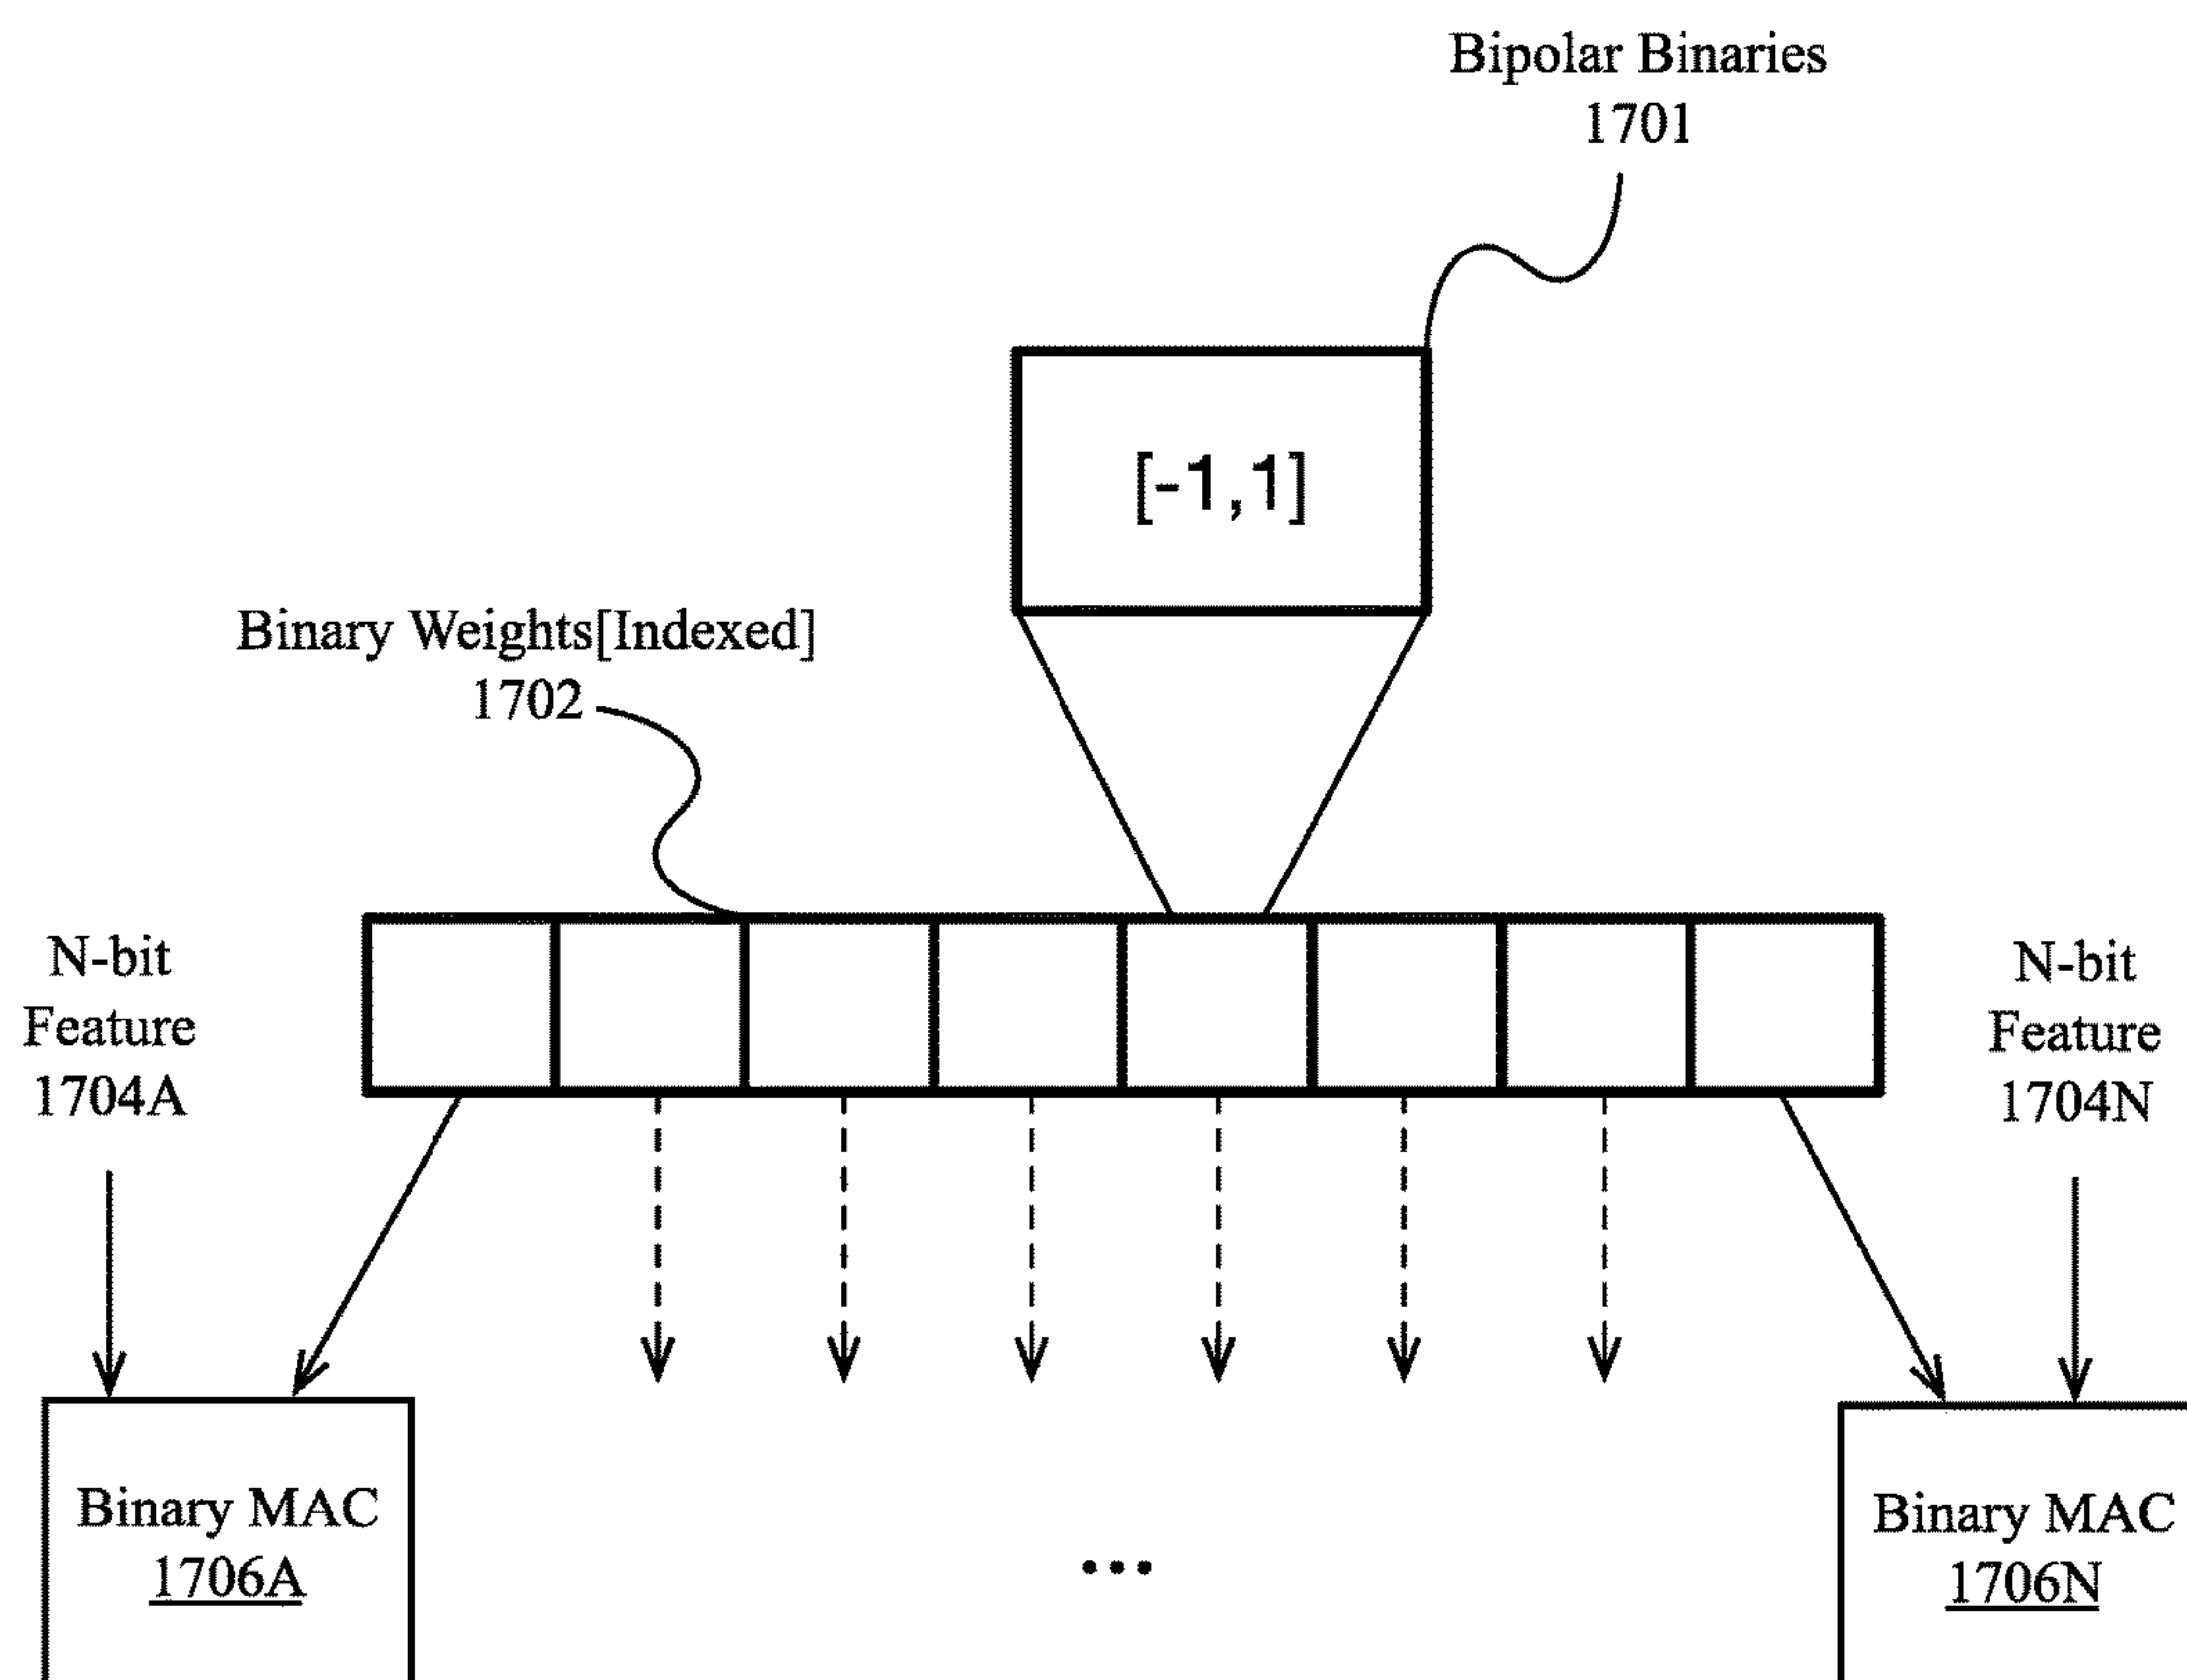 Bipolar Binaries
1701
[-1,1]
Binary Weights[Indexed]
1702
N-bit
Feature
1704A
N-bit
Feature
1704N
Binary MAC
1706A
...
Binary MAC
1706N